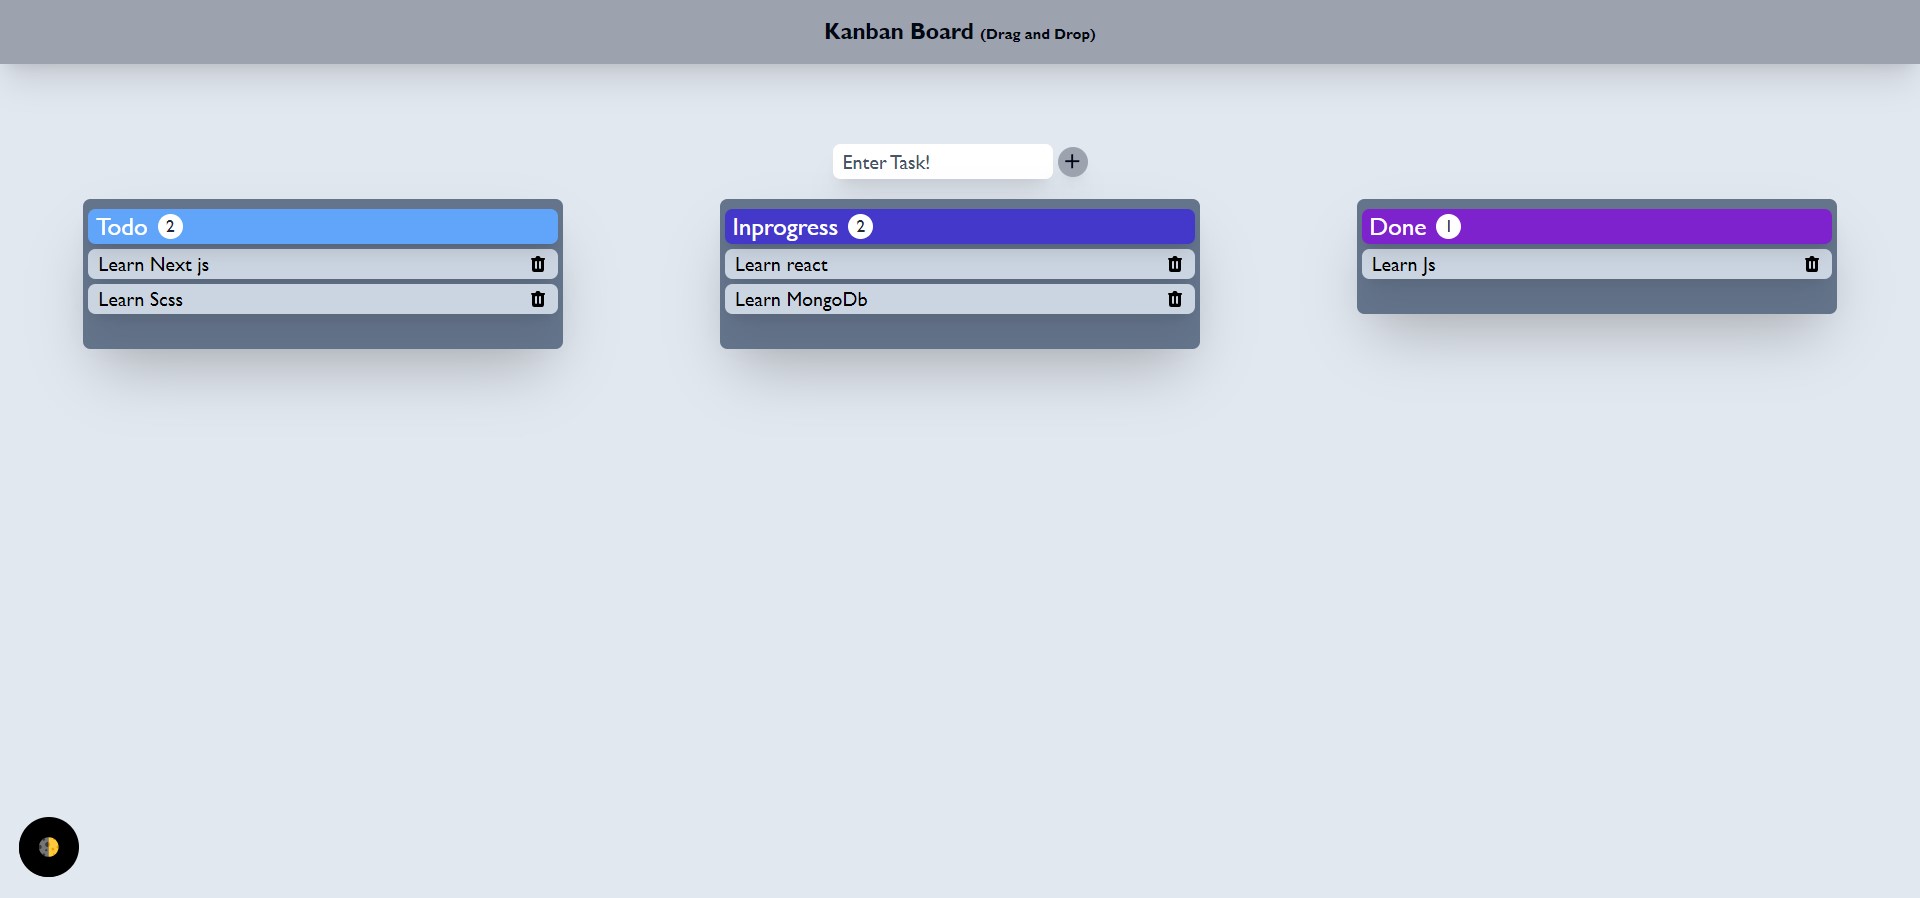 Kanban Board (Drag and Drop)
Enter Task!
Todo 2
Learn Next js
Learn Scss
Inprogress 2
Learn react
Learn MongoDb
Done 1
Learn Js